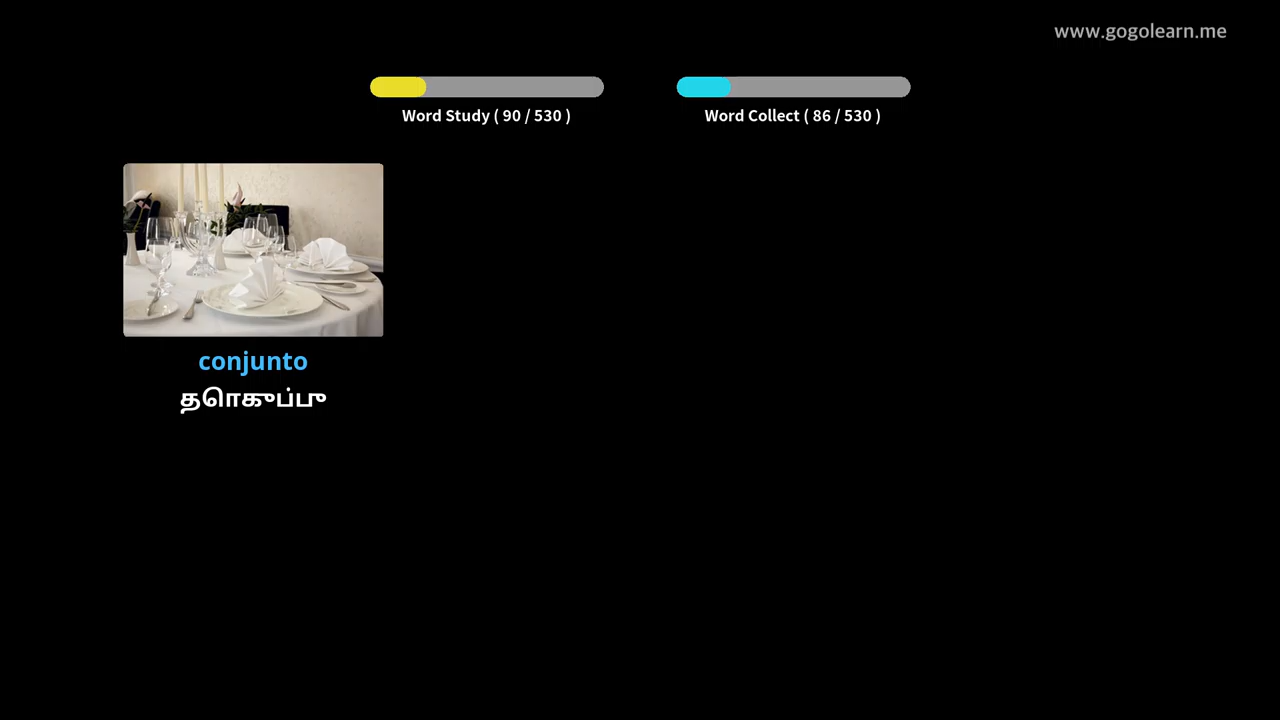 www.gogolearn.me
Word Study ( 90 / 530 )
Word Collect ( 86 / 530 )
conjunto
தொகுப்பு